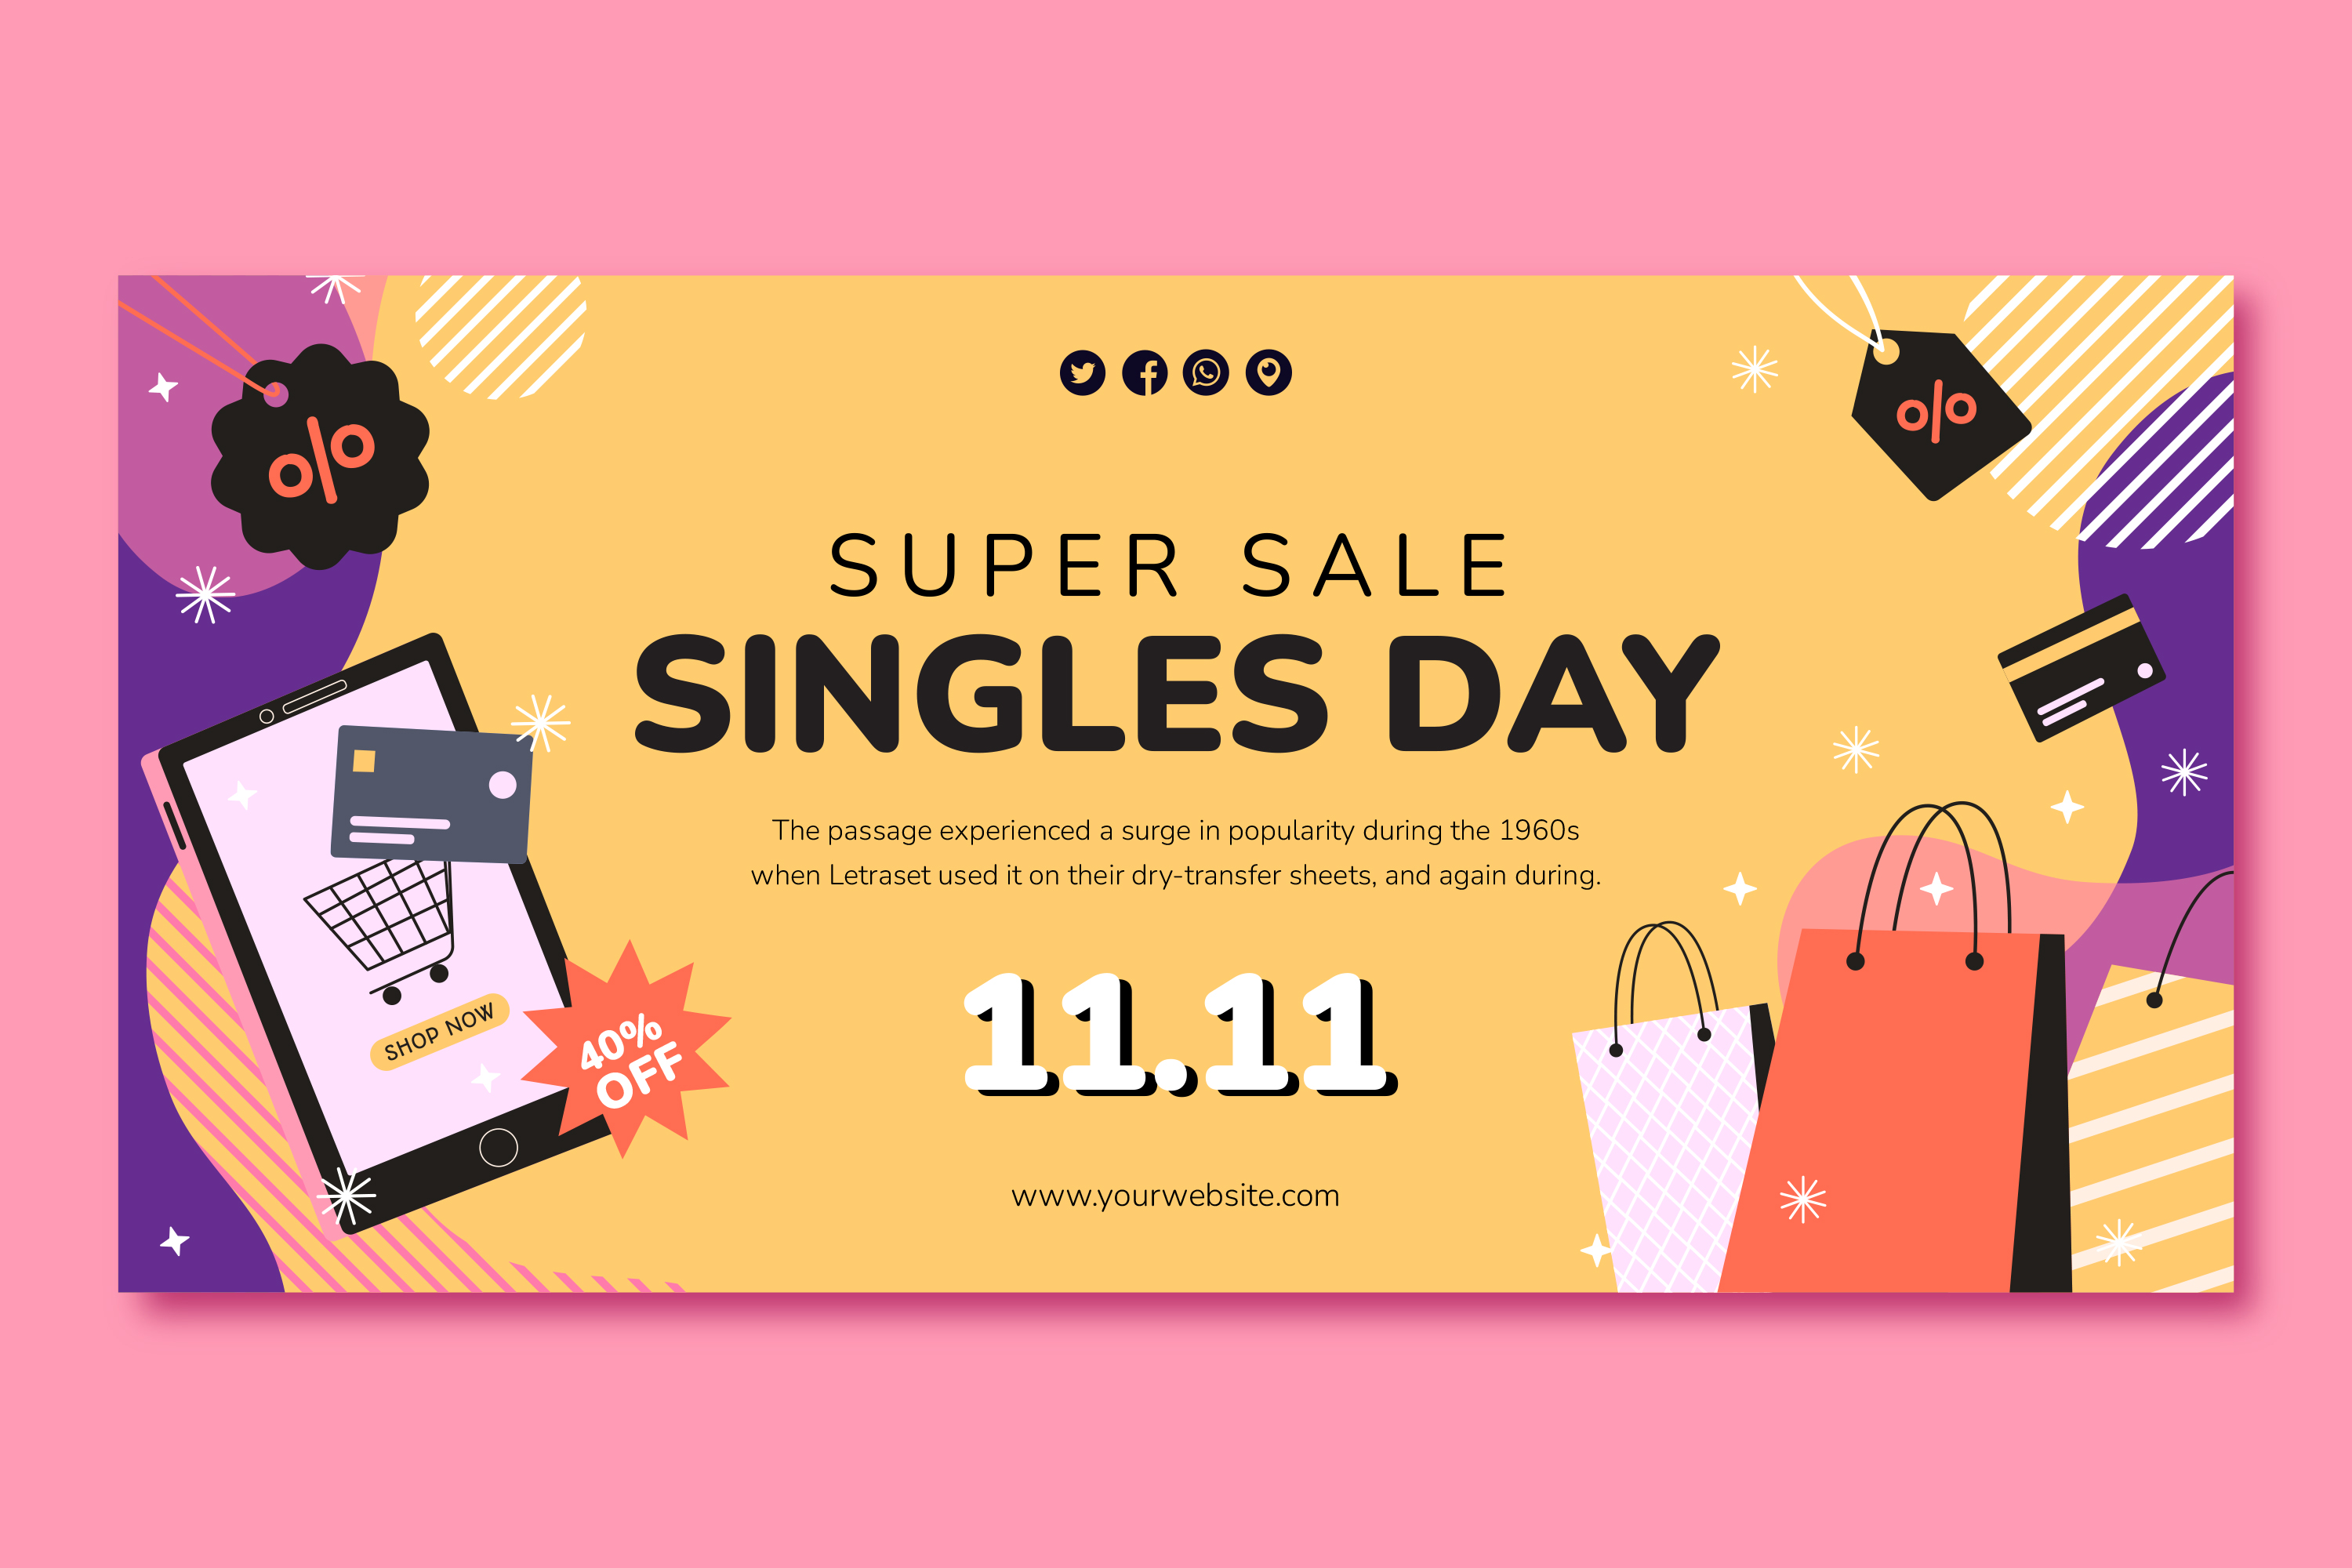 SUPER SALE
SINGLES DAY
The passage experienced a surge in popularity during the 1960s
when Letraset used it on their dry-transfer sheets, and again during.
11.11
www.yourwebsite.com
%
SHOP NOW
40%
OFF
%